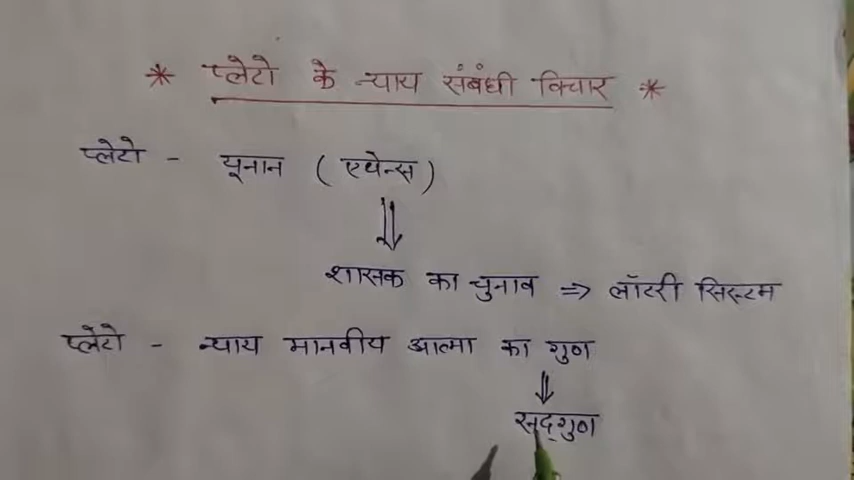 * प्लेटो के न्याय संबंधी विचार *
प्लेटो - यूनान (एथेन्स)
⇓
शासक का चुनाव ⇒ लॉटरी सिस्टम
प्लेटो - न्याय मानवीय आत्मा का गुण
⇓
सद्‌गुण